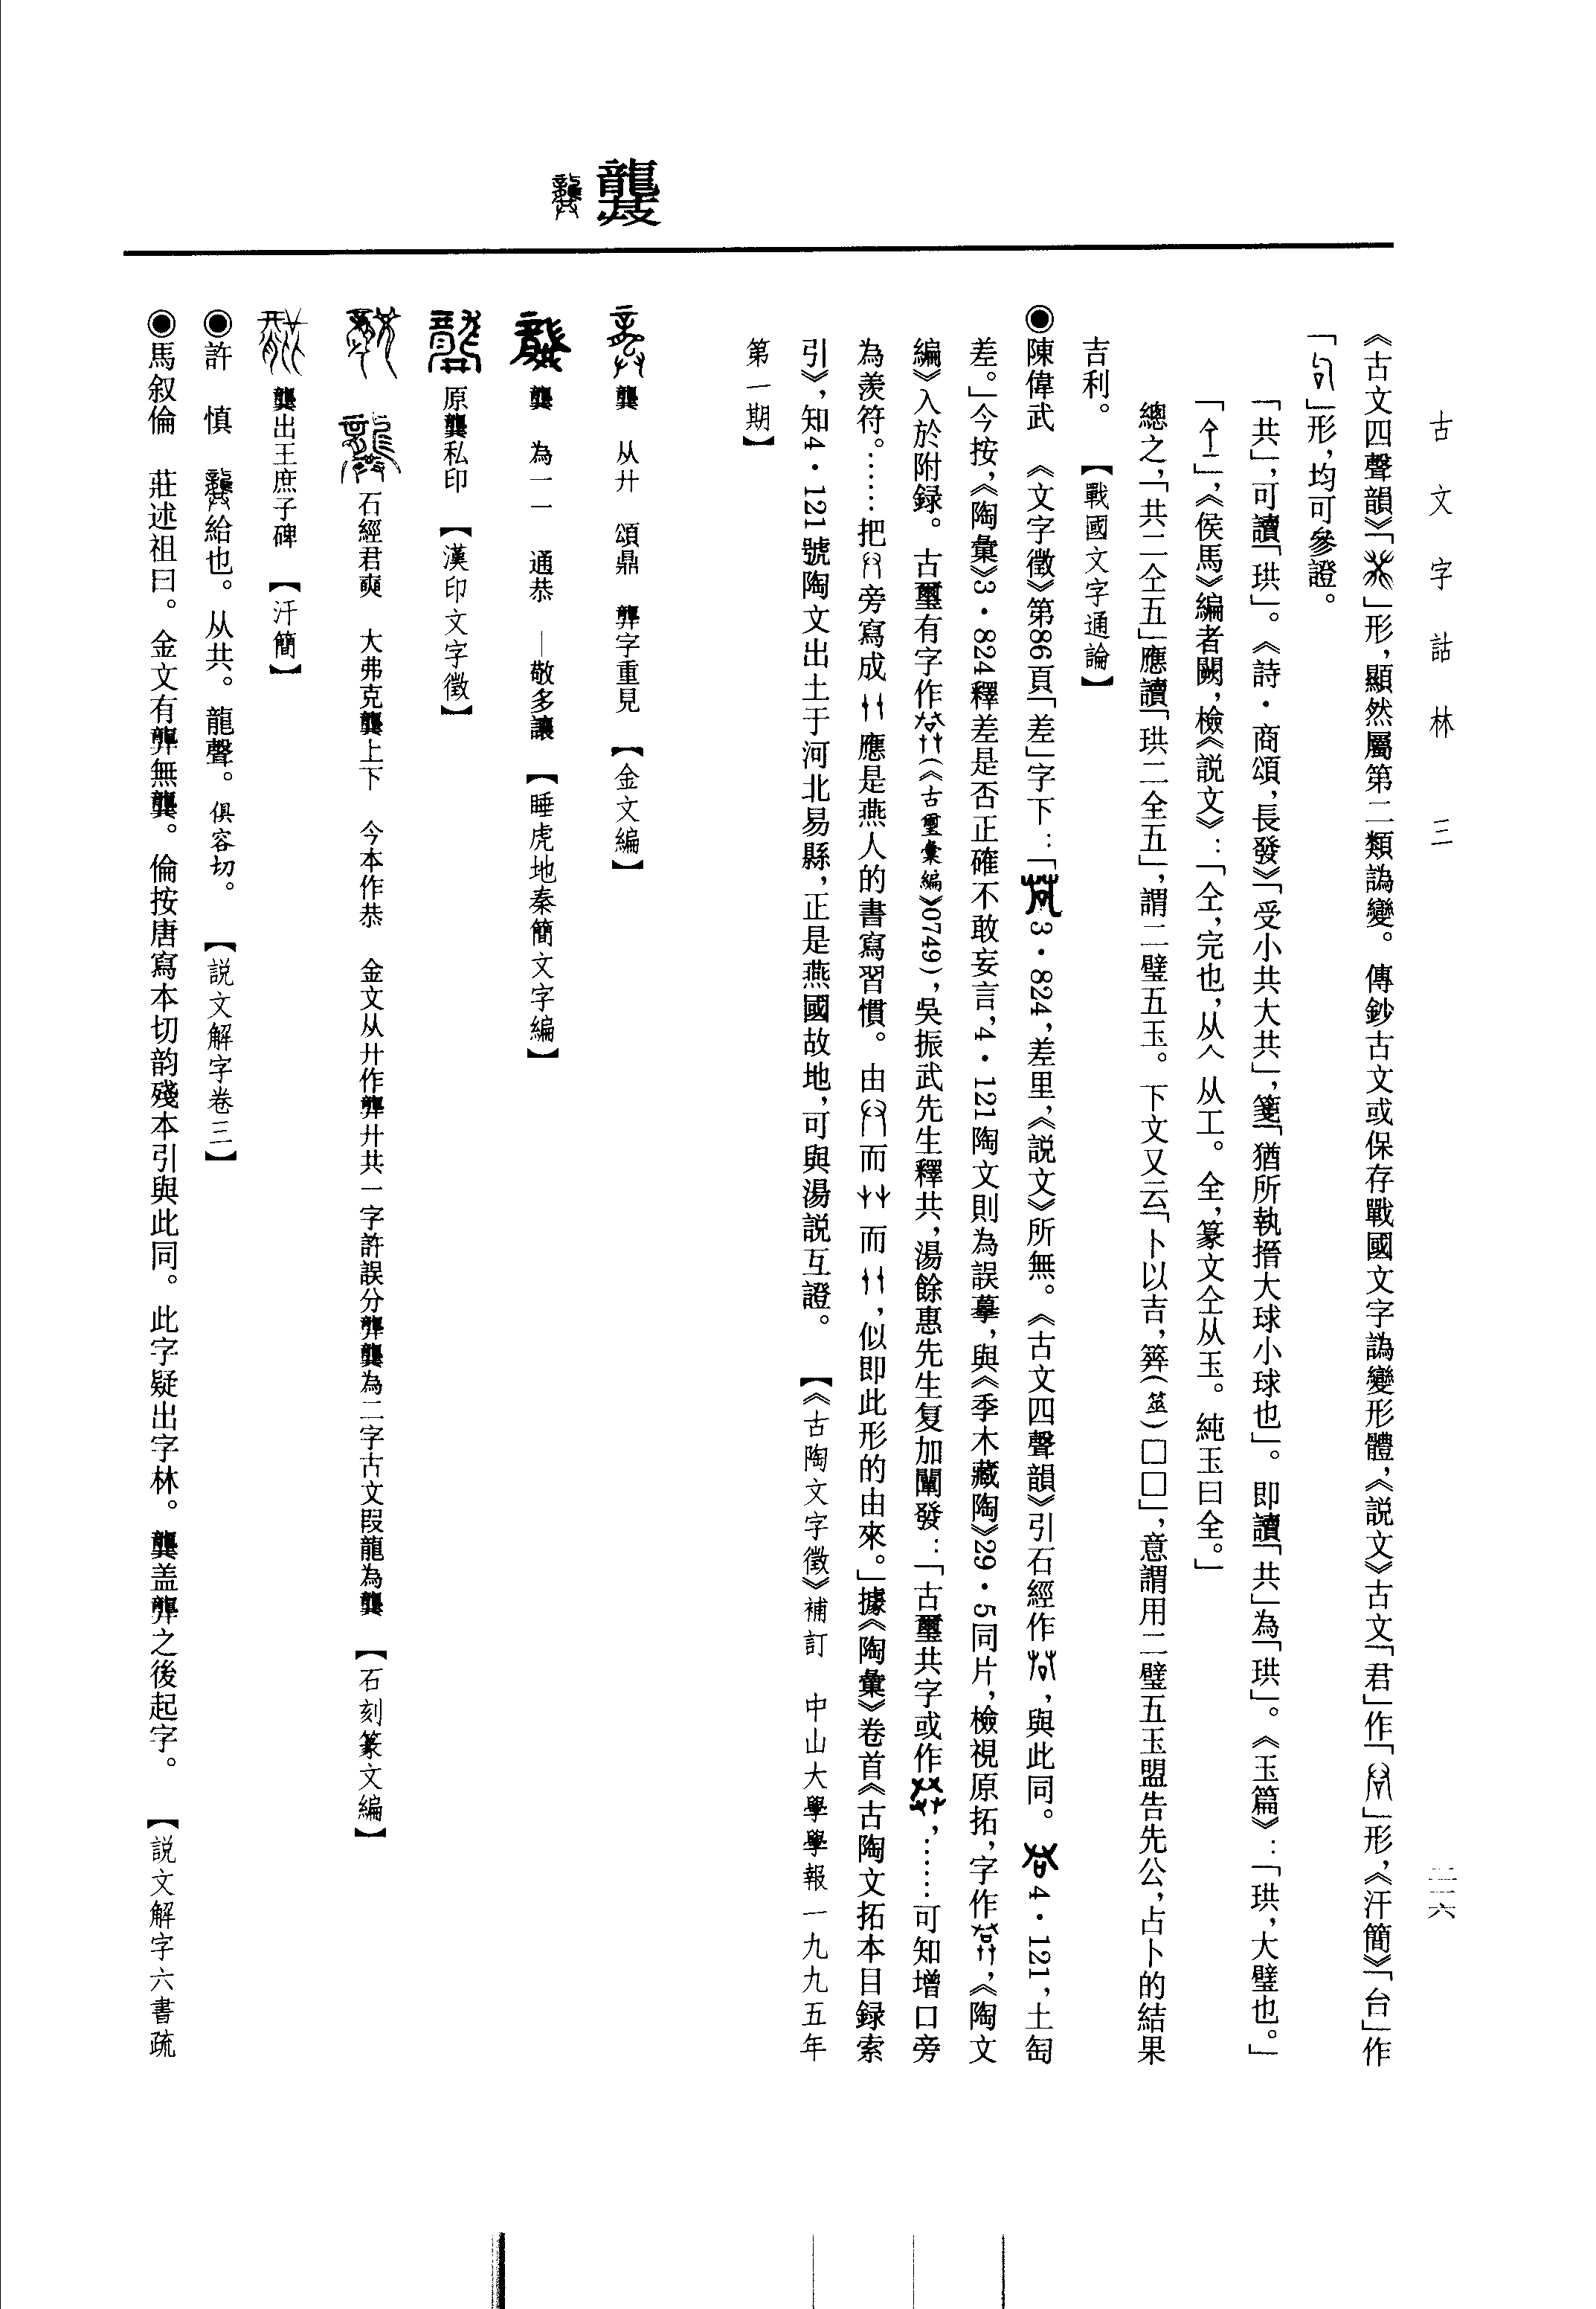 古文字詁林 三
二六
《古文四聲韻》「」形，顯然屬第二類譌變。傳鈔古文或保存戰國文字譌變形體，《説文》古文「君」作「」形，《汗簡》「台」作
「」形，均可參證。
「共」，可讀「珙」。《詩・商頌，長發》「受小共大共」，箋「猶所執搢大球小球也」。即讀「共」為「珙」。《玉篇》：「珙，大璧也。」
「」，《侯馬》編者闕，檢《説文》：「仝，完也，从入从工。全，篆文仝从玉。純玉曰全。」
總之，「共二仝五」應讀「珙二全五」，謂二璧五玉。下文又云「卜以吉，筭（筮）□□」，意謂用二璧五玉盟告先公，占卜的結果
吉利。　【戰國文字通論】
◉陳偉武　《文字徵》第86頁「差」字下：「3・824，差里，《説文》所無。《古文四聲韻》引石經作，與此同。4・121，土匋
差。」今按，《陶彙》3・824釋差是否正確不敢妄言，4・121陶文則為誤摹，與《季木藏陶》29・5同片，檢視原拓，字作，《陶文
編》入於附録。古璽有字作（《古璽彙編》0749），吳振武先生釋共，湯餘惠先生复加闡發：「古璽共字或作，……可知增口旁
為羨符。……把旁寫成應是燕人的書寫習慣。由而而，似即此形的由來。」據《陶彙》卷首《古陶文拓本目録索
引》，知4・121號陶文出土于河北易縣，正是燕國故地，可與湯説互證。　【《古陶文字徵》補訂　中山大學學報一九九五年
第一期】
龔
龔　从廾　頌鼎　龏字重見　【金文編】
龔　為一一　通恭　—敬多讓　【睡虎地秦簡文字編】
原龔私印　【漢印文字徵】
石經君奭　大弗克龔上下　今本作恭　金文从廾作龏廾共一字許誤分龏龔為二字古文叚龍為龔　【石刻篆文編】
龔出王庶子碑　【汗簡】
◉許　慎　龔給也。从共。龍聲。俱容切。　【説文解字卷三】
◉馬叙倫　莊述祖曰。金文有龏無龔。倫按唐寫本切韵殘本引與此同。此字疑出字林。龔盖龏之後起字。　【説文解字六書疏